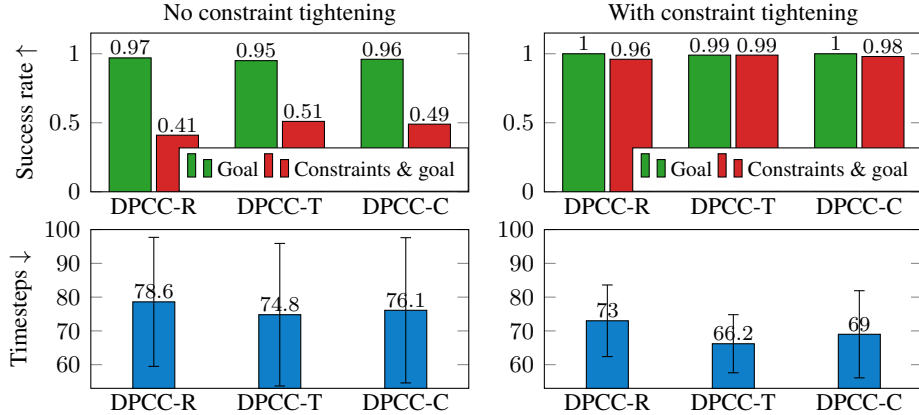 No constraint tightening
With constraint tightening
Success rate ↑
1
0.5
0
0.97
0.41
0.95
0.51
0.96
0.49
Goal
Constraints & goal
DPCC-R DPCC-T DPCC-C
1
0.5
0
1
0.96
0.99
0.99
1
0.98
Goal
Constraints & goal
DPCC-R DPCC-T DPCC-C
Timesteps ↓
100
90
80
70
60
78.6
74.8
76.1
DPCC-R DPCC-T DPCC-C
100
90
80
70
60
73
66.2
69
DPCC-R DPCC-T DPCC-C